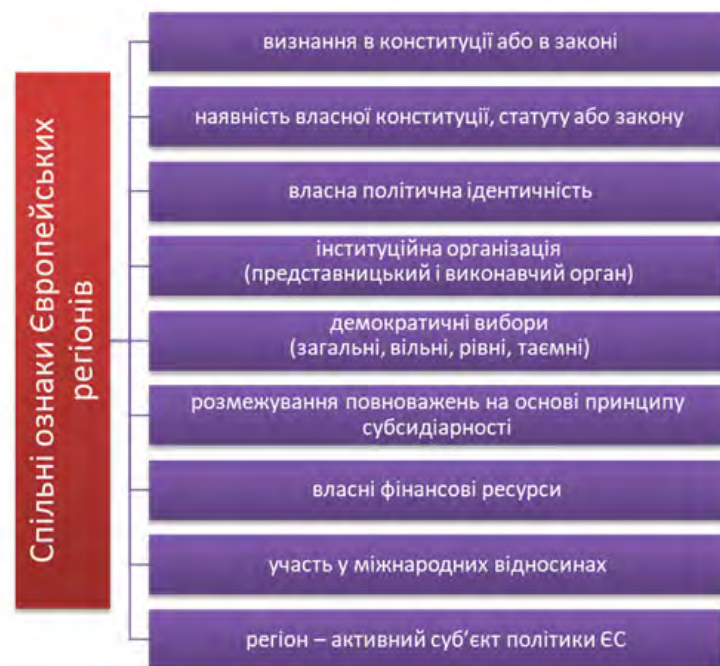 Спільні ознаки Європейських
регіонів
визнання в конституції або в законі
наявність власної конституції, статуту або закону
власна політична ідентичність
інституційна організація
(представницький і виконавчий орган)
демократичні вибори
(загальні, вільні, рівні, таємні)
розмежування повноважень на основі принципу
субсидіарності
власні фінансові ресурси
участь у міжнародних відносинах
регіон – активний суб’єкт політики ЄС